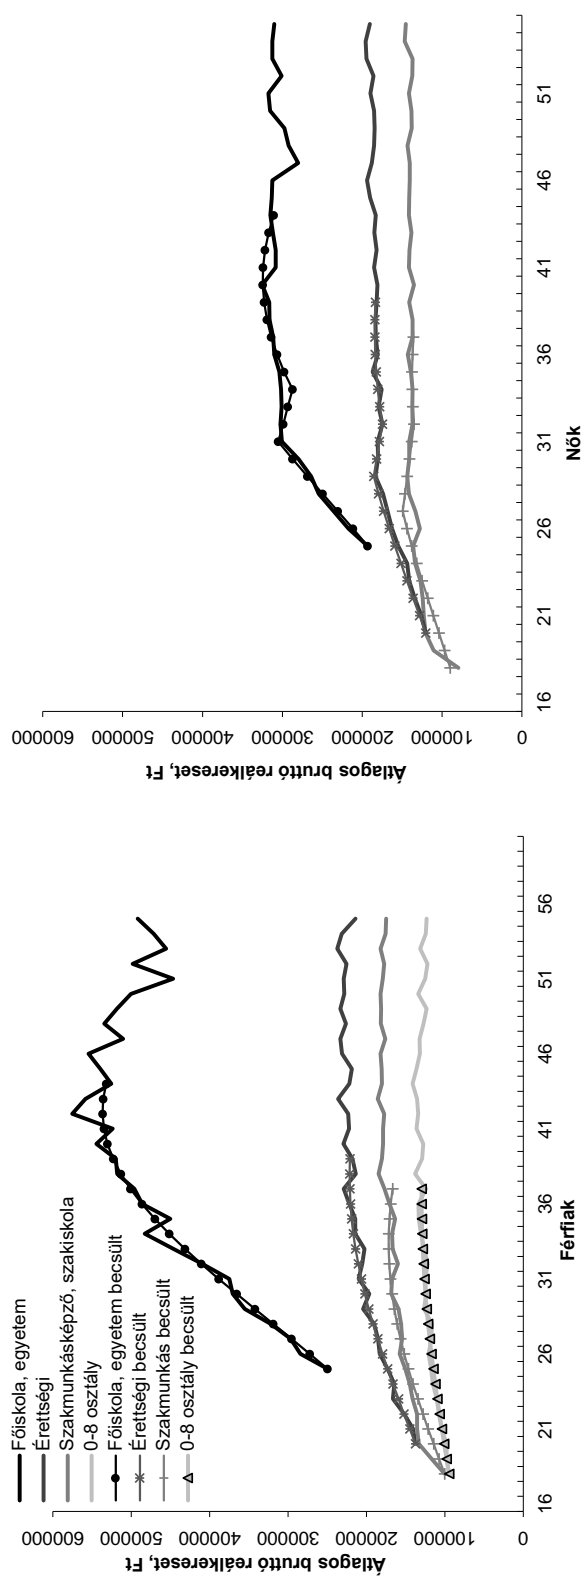 Főiskola, egyetem
Érettségi
Szakmunkásképző, szakiskola
0-8 osztály
Főiskola, egyetem becsült
Érettségi becsült
Szakmunkás becsült
0-8 osztály becsült
Átlagos bruttó reálkereset, Ft
600000
500000
400000
300000
200000
100000
0
16
21
26
31
36
41
46
51
56
Férfiak
Átlagos bruttó reálkereset, Ft
600000
500000
400000
300000
200000
100000
0
16
21
26
31
36
41
46
51
Nők